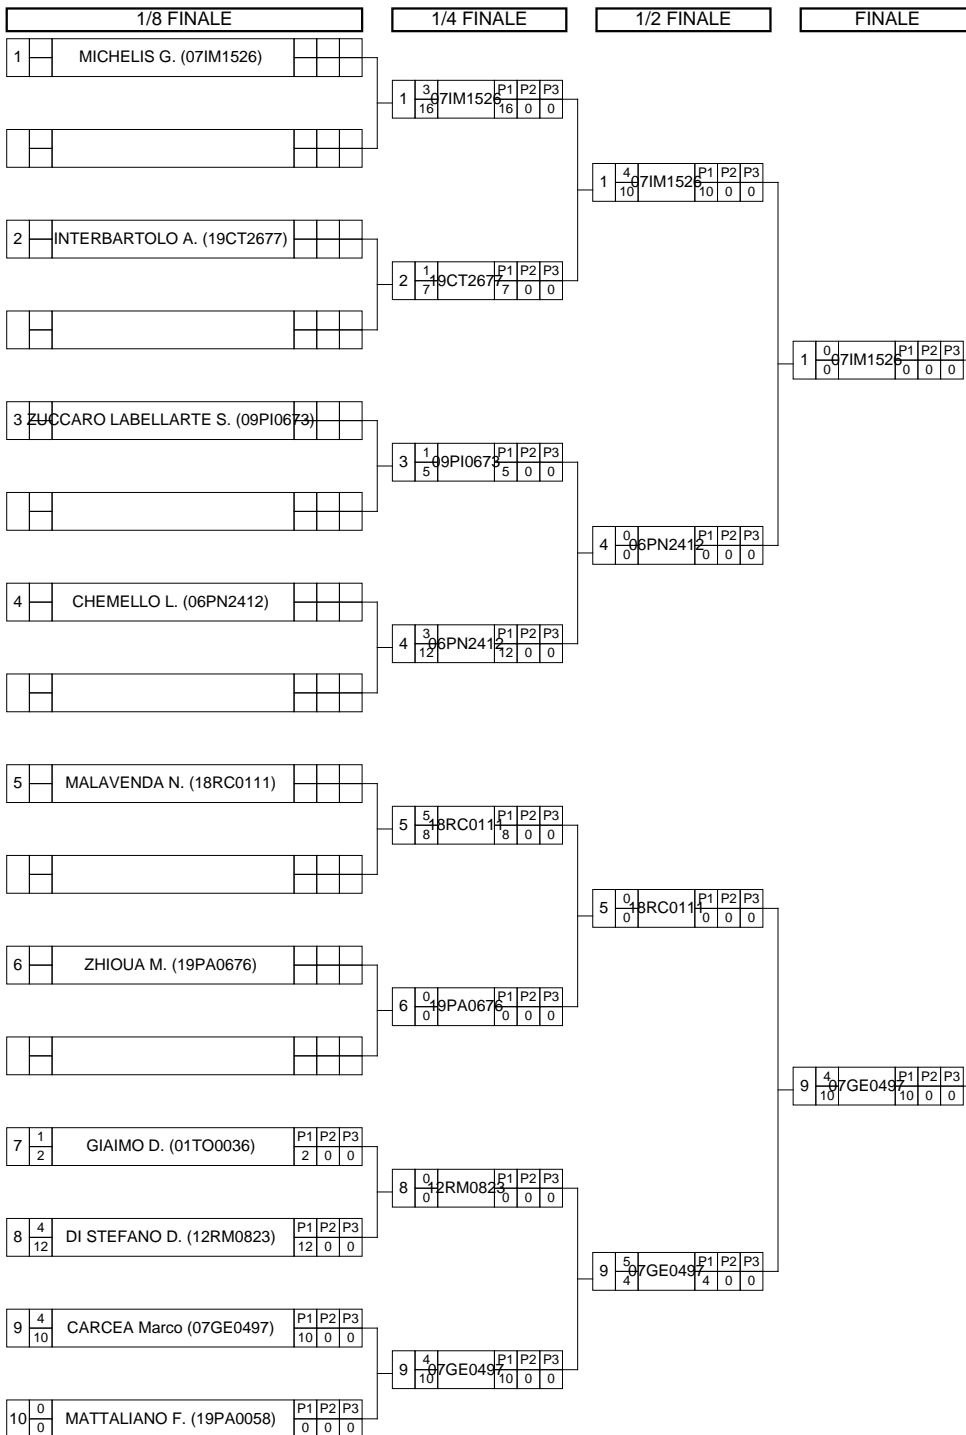 1/8 FINALE 1/4 FINALE 1/2 FINALE FINALE
1 MICHELIS G. (07IM1526)
1 3 16 07IM1526 P1 P2 P3 16 0 0
1 4 10 07IM1526 P1 P2 P3 10 0 0
2 INTERBARTOLO A. (19CT2677)
2 1 7 19CT2677 P1 P2 P3 7 0 0
1 0 0 07IM1526 P1 P2 P3 0 0 0
3 ZUCCARO LABELLARTE S. (09PI0673)
3 1 5 09PI0673 P1 P2 P3 5 0 0
4 0 0 06PN2412 P1 P2 P3 0 0 0
4 CHEMELLO L. (06PN2412)
4 3 12 06PN2412 P1 P2 P3 12 0 0
5 MALAVENDA N. (18RC0111)
5 5 8 18RC0111 P1 P2 P3 8 0 0
5 0 0 18RC0111 P1 P2 P3 0 0 0
6 ZHIOUA M. (19PA0676)
6 0 0 19PA0676 P1 P2 P3 0 0 0
9 4 10 07GE0497 P1 P2 P3 10 0 0
7 1 2 GIAIMO D. (01TO0036) P1 P2 P3 2 0 0
8 0 0 12RM0823 P1 P2 P3 0 0 0
8 4 12 DI STEFANO D. (12RM0823) P1 P2 P3 12 0 0
9 5 4 07GE0497 P1 P2 P3 4 0 0
9 4 10 CARCEA Marco (07GE0497) P1 P2 P3 10 0 0
9 4 10 07GE0497 P1 P2 P3 10 0 0
10 0 0 MATTALIANO F. (19PA0058) P1 P2 P3 0 0 0